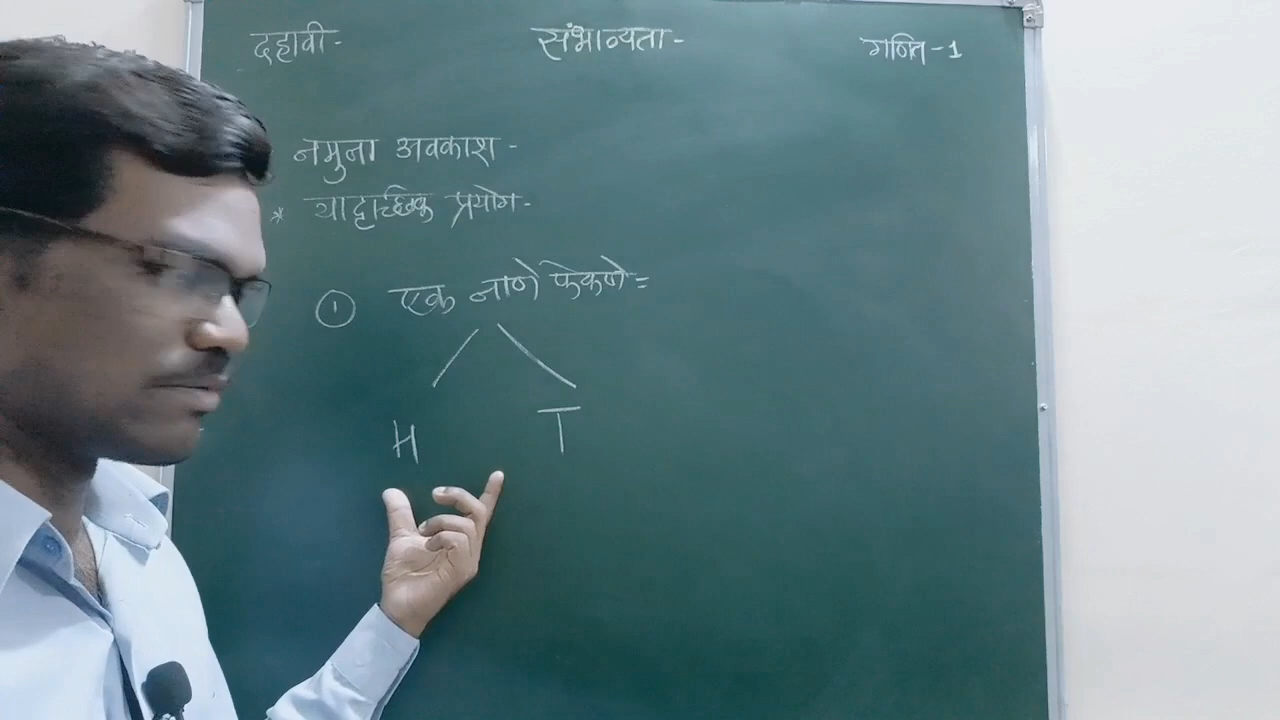 दहावी- संभाव्यता- गणित-1
नमुना अवकाश-
* यादृच्छिक प्रयोग-
① एक नाणे फेकणे=
H T